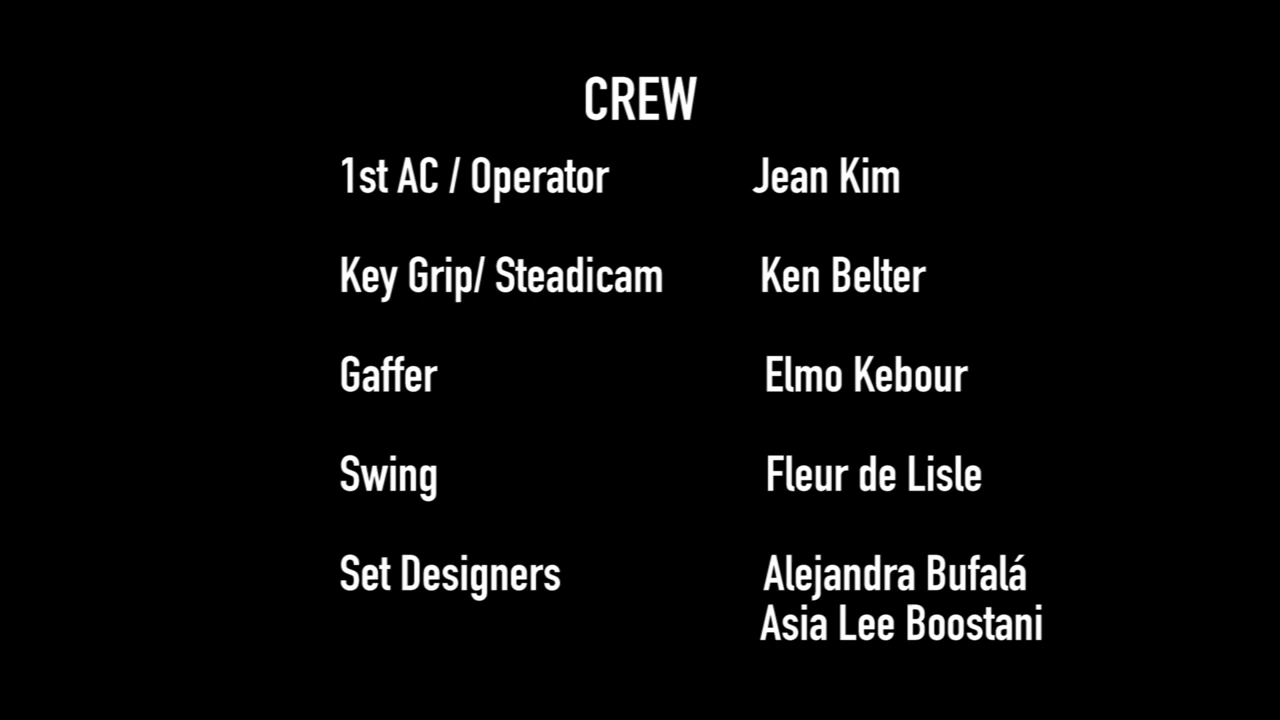 CREW
1st AC / Operator Jean Kim
Key Grip/ Steadicam Ken Belter
Gaffer Elmo Kebour
Swing Fleur de Lisle
Set Designers Alejandra Bufalá
Asia Lee Boostani